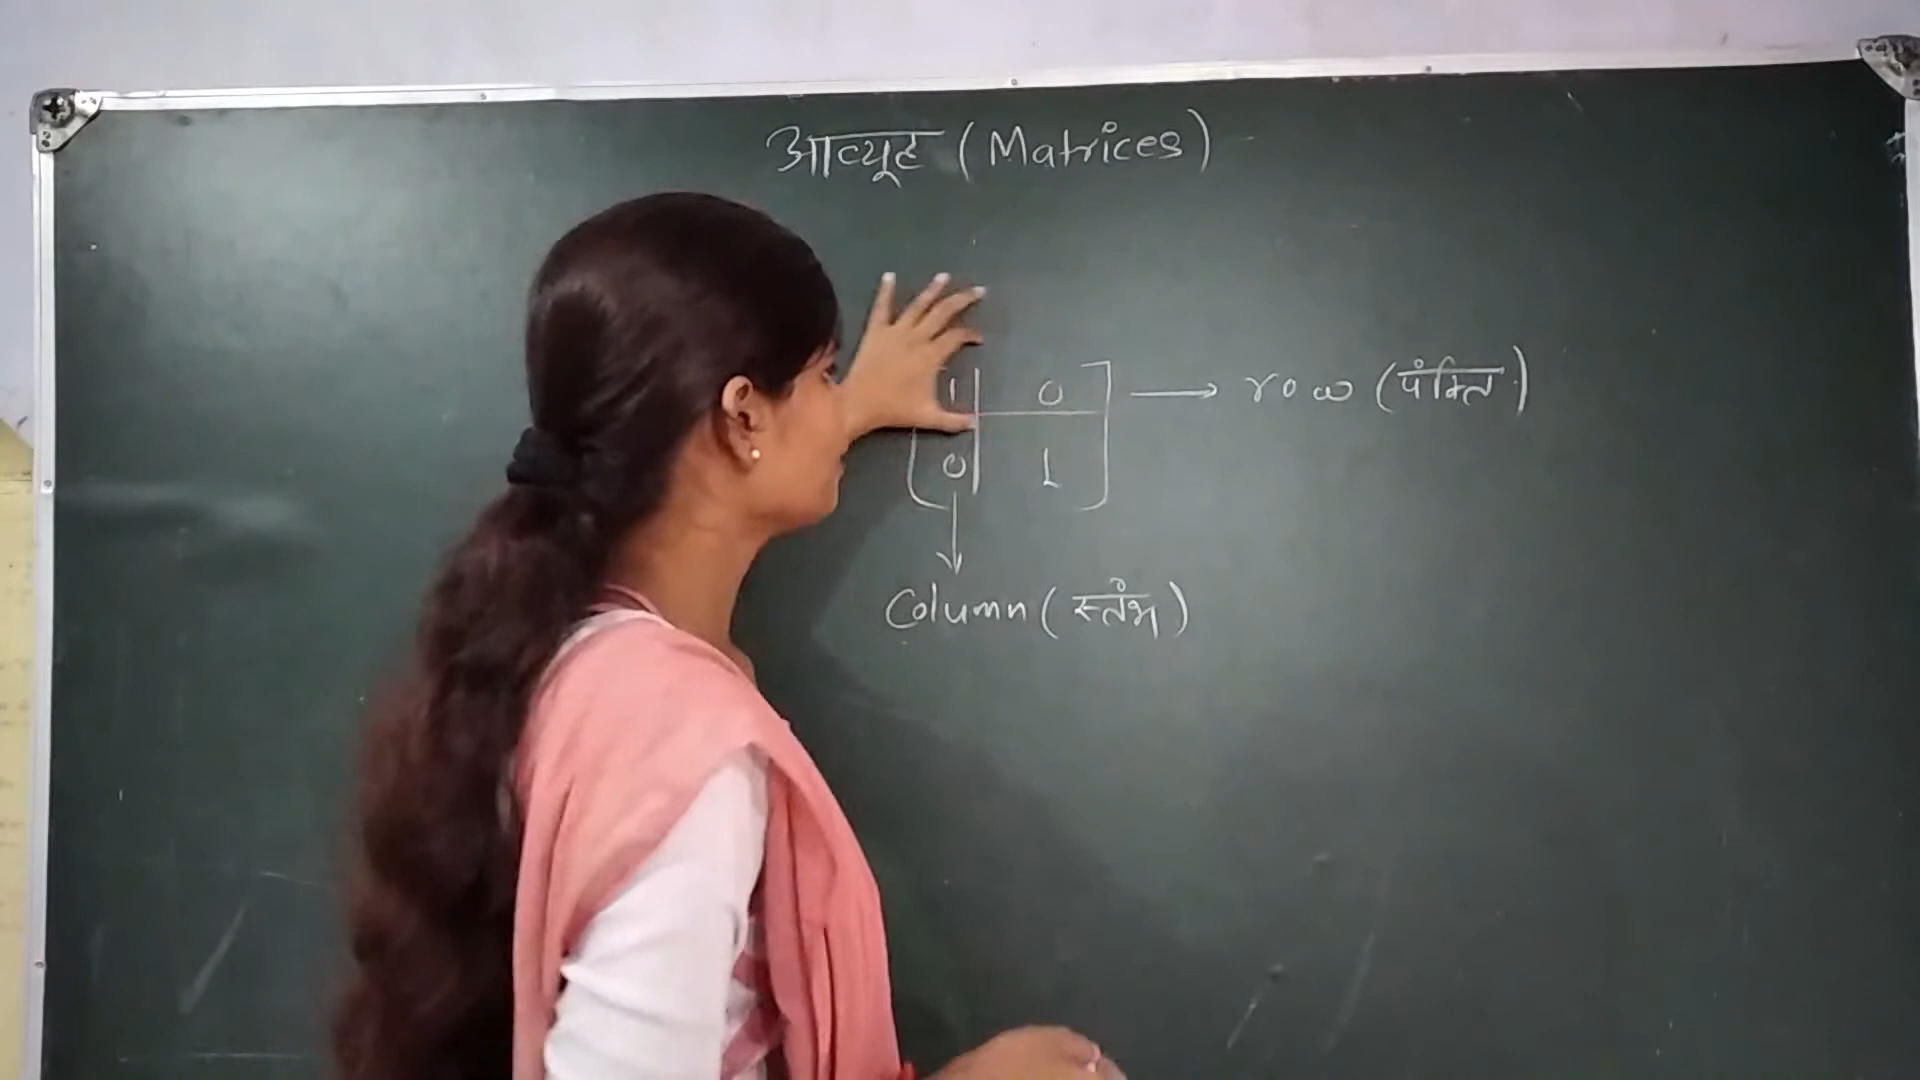 आव्यूह (Matrices)
1 0 → row (पंक्ति)
0 1
Column (स्तंभ)